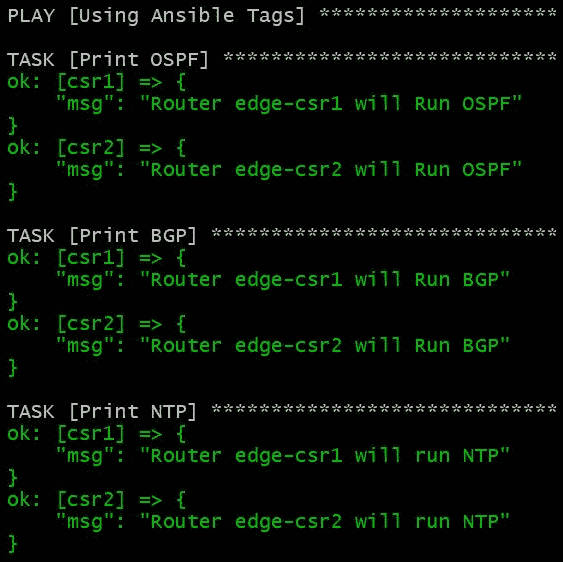 PLAY [Using Ansible Tags] ********************
TASK [Print OSPF] ****************************
ok: [csr1] => {
    "msg": "Router edge-csr1 will Run OSPF"
}
ok: [csr2] => {
    "msg": "Router edge-csr2 will Run OSPF"
}
TASK [Print BGP] *****************************
ok: [csr1] => {
    "msg": "Router edge-csr1 will Run BGP"
}
ok: [csr2] => {
    "msg": "Router edge-csr2 will Run BGP"
}
TASK [Print NTP] *****************************
ok: [csr1] => {
    "msg": "Router edge-csr1 will run NTP"
}
ok: [csr2] => {
    "msg": "Router edge-csr2 will run NTP"
}